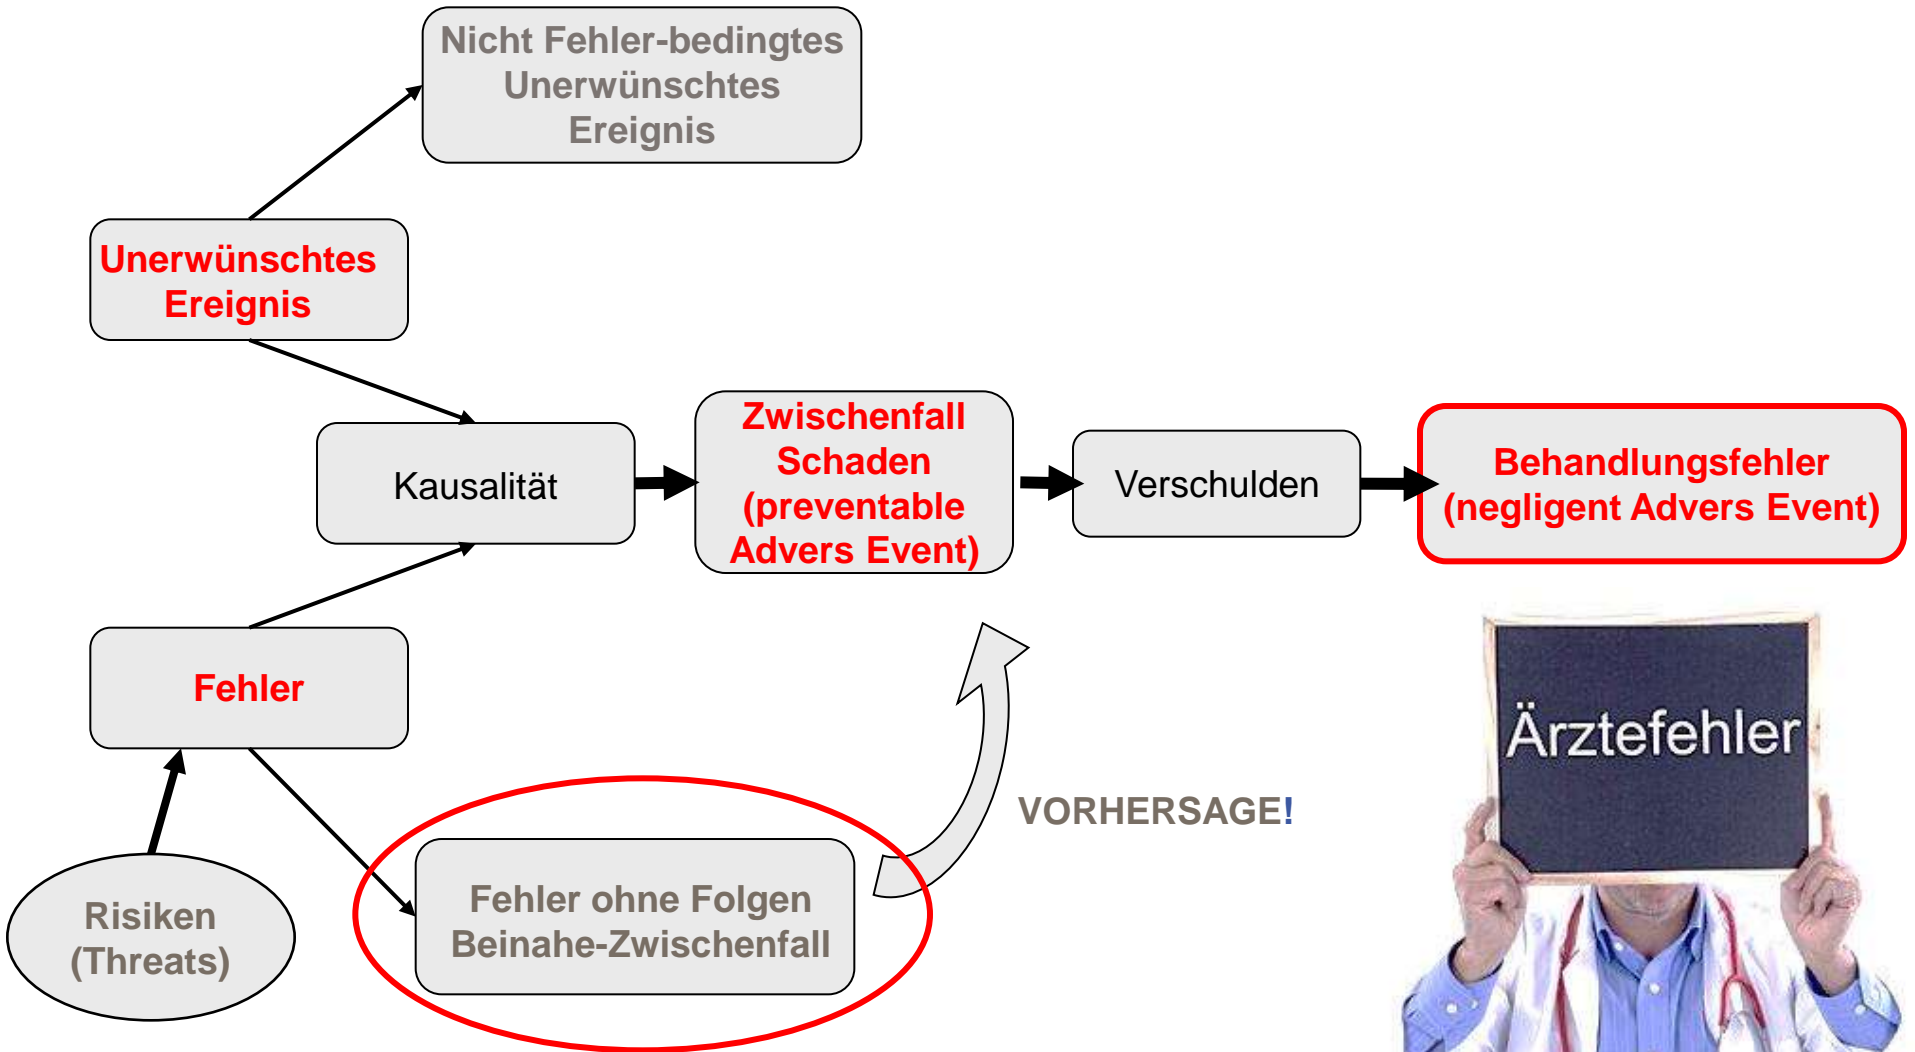 Nicht Fehler-bedingtes
Unerwünschtes
Ereignis
Unerwünschtes
Ereignis
Kausalität
Zwischenfall
Schaden
(preventable
Advers Event)
Verschulden
Behandlungsfehler
(negligent Advers Event)
Fehler
Ärztefehler
VORHERSAGE!
Fehler ohne Folgen
Beinahe-Zwischenfall
Risiken
(Threats)